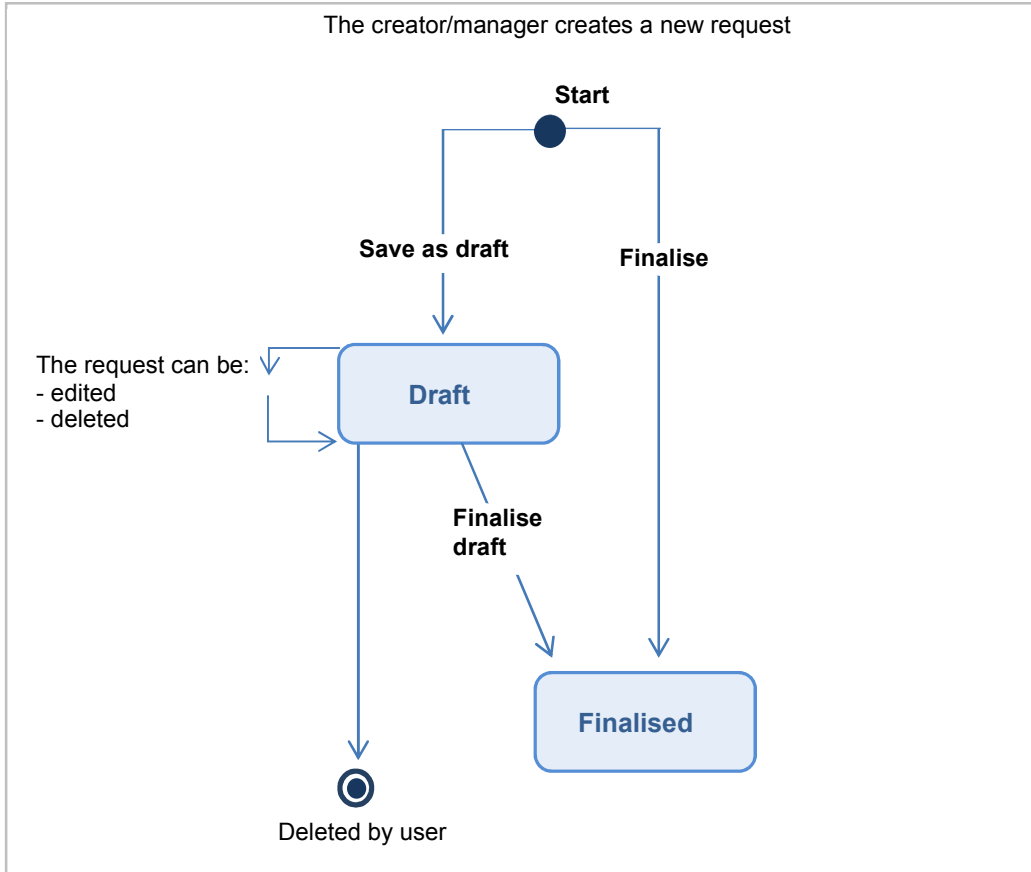 The creator/manager creates a new request
Start
Save as draft
Finalise
The request can be:
- edited
- deleted
Draft
Finalise
draft
Finalised
Deleted by user